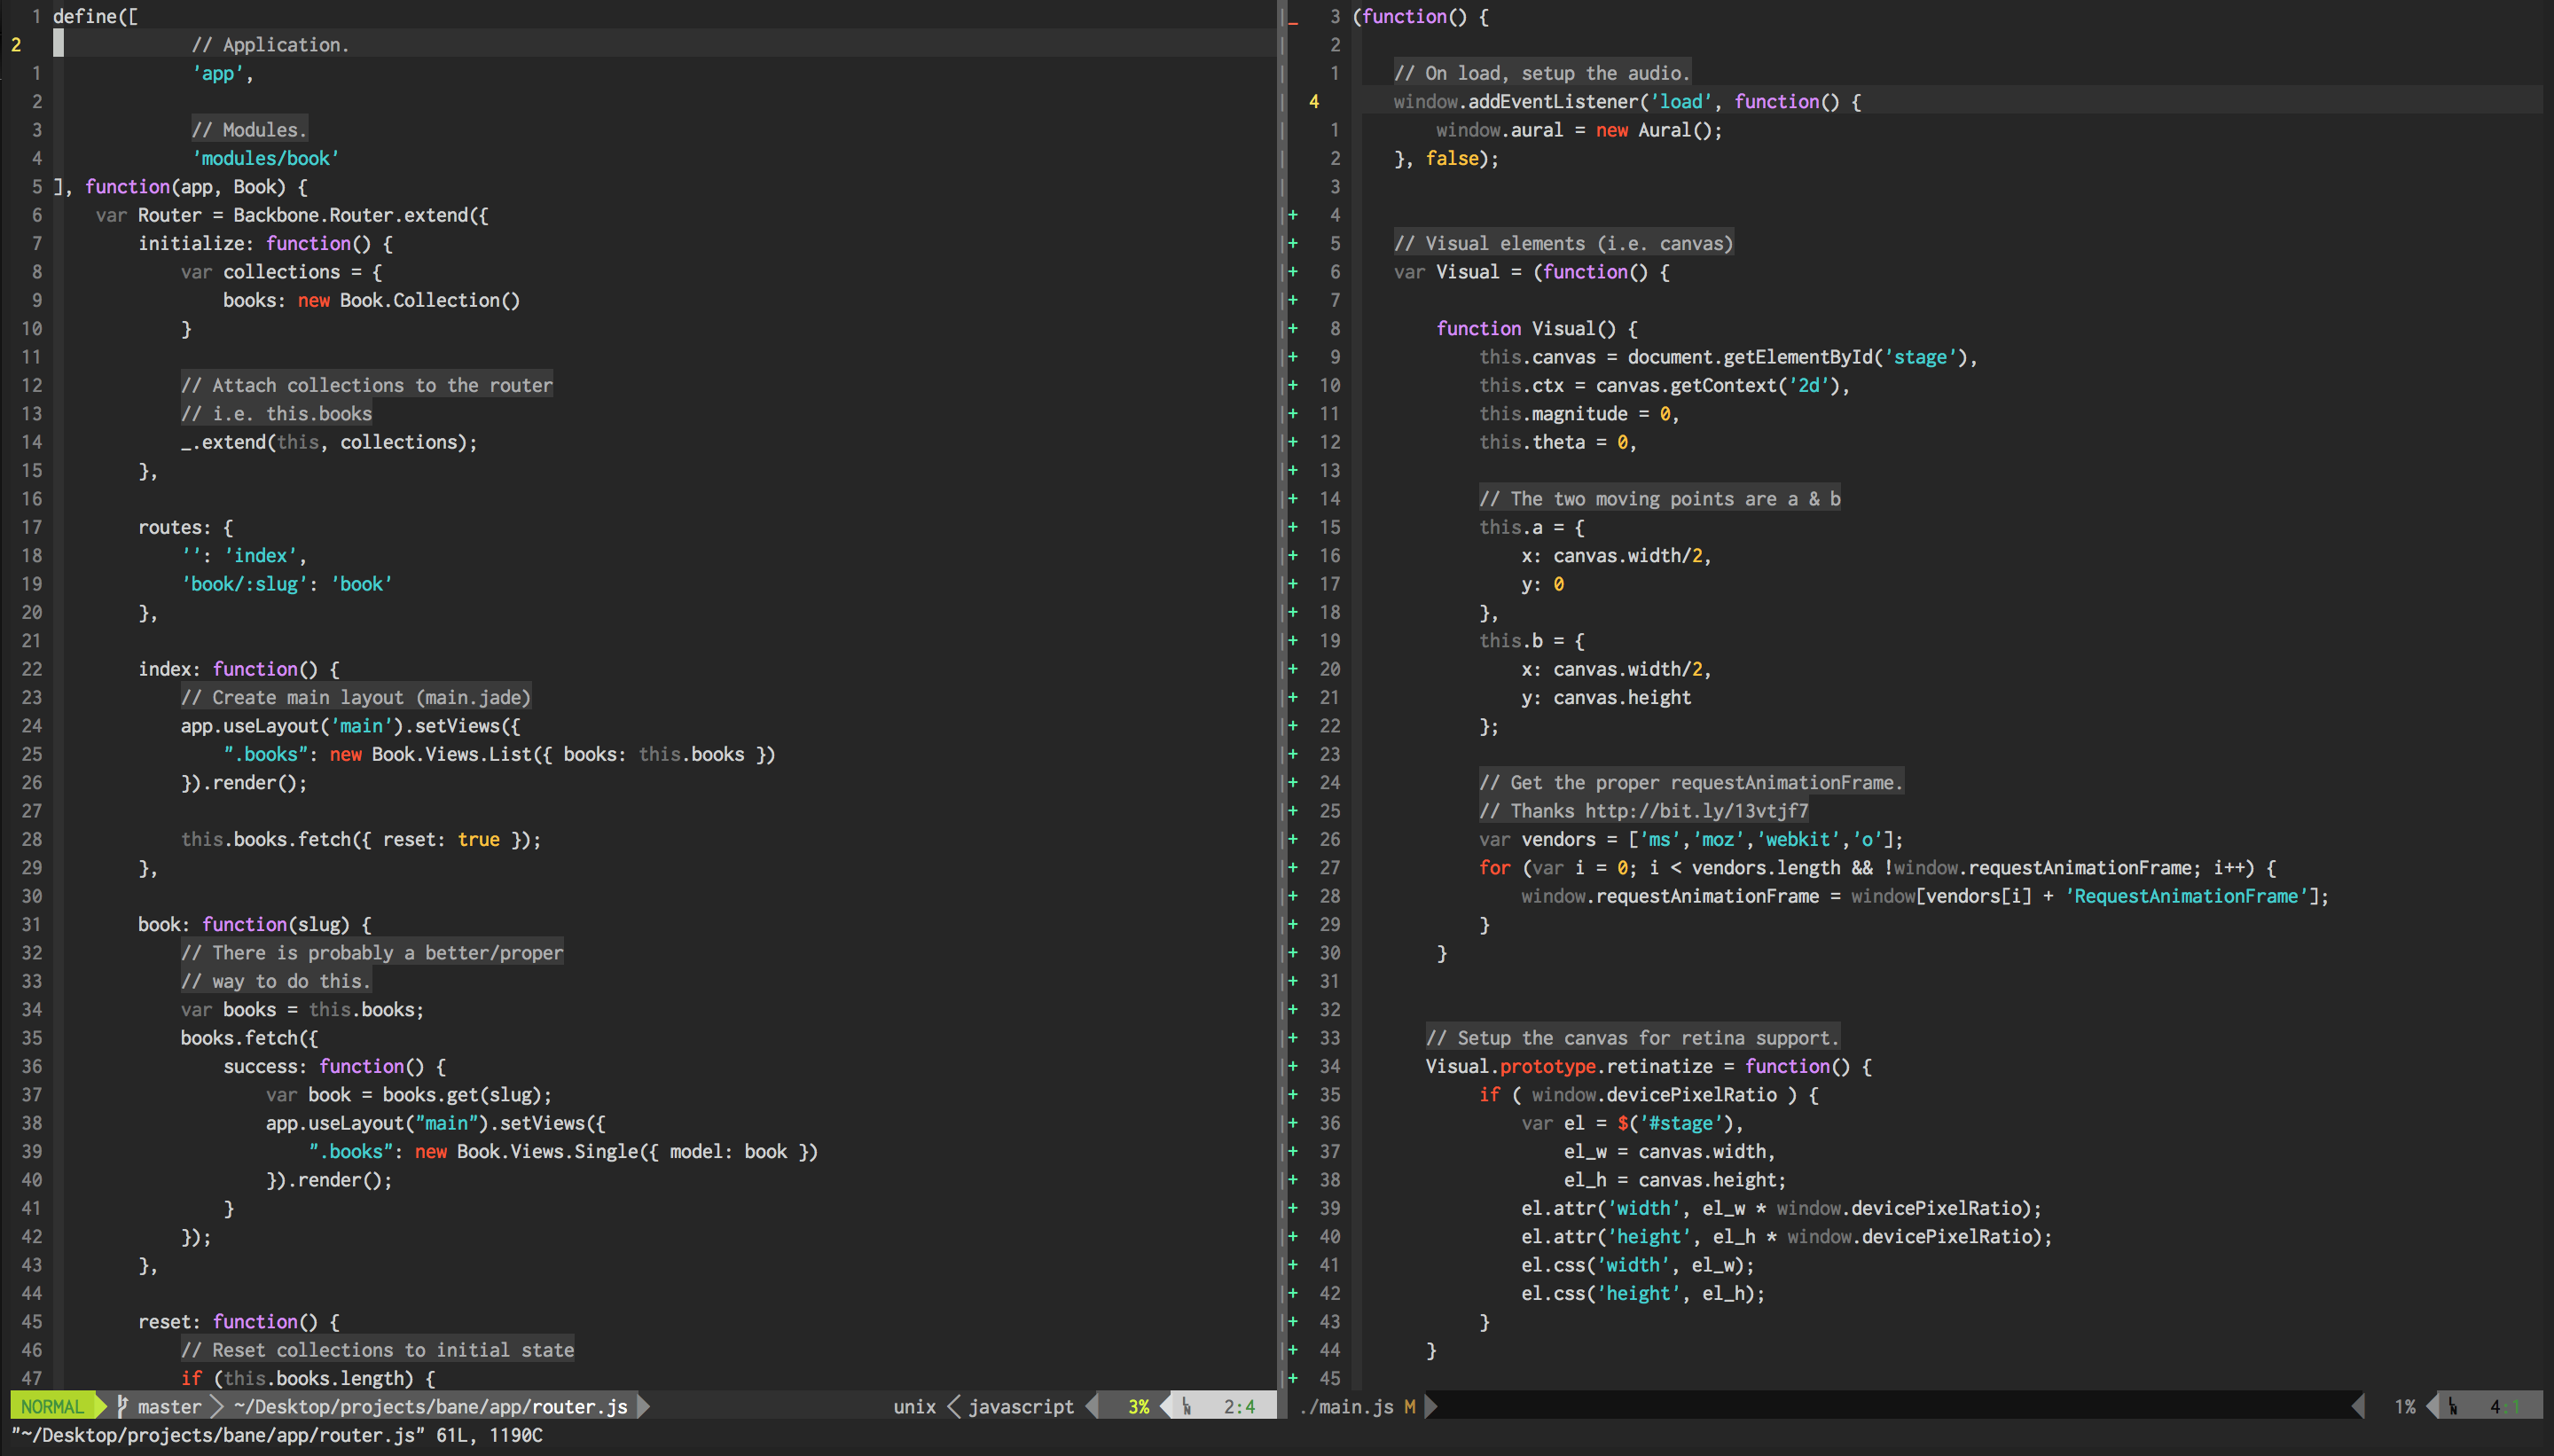 1 define([
2 // Application.
1 'app',
2
3 // Modules.
4 'modules/book'
5 ], function(app, Book) {
6 var Router = Backbone.Router.extend({
7 initialize: function() {
8 var collections = {
9 books: new Book.Collection()
10 }
11
12 // Attach collections to the router
13 // i.e. this.books
14 _.extend(this, collections);
15 },
16
17 routes: {
18 '': 'index',
19 'book/:slug': 'book'
20 },
21
22 index: function() {
23 // Create main layout (main.jade)
24 app.useLayout('main').setViews({
25 ".books": new Book.Views.List({ books: this.books })
26 }).render();
27
28 this.books.fetch({ reset: true });
29 },
30
31 book: function(slug) {
32 // There is probably a better/proper
33 // way to do this.
34 var books = this.books;
35 books.fetch({
36 success: function() {
37 var book = books.get(slug);
38 app.useLayout("main").setViews({
39 ".books": new Book.Views.Single({ model: book })
40 }).render();
41 }
42 });
43 },
44
45 reset: function() {
46 // Reset collections to initial state
47 if (this.books.length) {
NORMAL master ~/Desktop/projects/bane/app/router.js unix javascript 3% LN 2:4
"~/Desktop/projects/bane/app/router.js" 61L, 1190C
_ 3 (function() {
2
1 // On load, setup the audio.
4 window.addEventListener('load', function() {
1 window.aural = new Aural();
2 }, false);
3
+ 4
+ 5 // Visual elements (i.e. canvas)
+ 6 var Visual = (function() {
+ 7
+ 8 function Visual() {
+ 9 this.canvas = document.getElementById('stage'),
+ 10 this.ctx = canvas.getContext('2d'),
+ 11 this.magnitude = 0,
+ 12 this.theta = 0,
+ 13
+ 14 // The two moving points are a & b
+ 15 this.a = {
+ 16 x: canvas.width/2,
+ 17 y: 0
+ 18 },
+ 19 this.b = {
+ 20 x: canvas.width/2,
+ 21 y: canvas.height
+ 22 };
+ 23
+ 24 // Get the proper requestAnimationFrame.
+ 25 // Thanks http://bit.ly/13vtjf7
+ 26 var vendors = ['ms','moz','webkit','o'];
+ 27 for (var i = 0; i < vendors.length && !window.requestAnimationFrame; i++) {
+ 28 window.requestAnimationFrame = window[vendors[i] + 'RequestAnimationFrame'];
+ 29 }
+ 30 }
+ 31
+ 32
+ 33 // Setup the canvas for retina support.
+ 34 Visual.prototype.retinatize = function() {
+ 35 if ( window.devicePixelRatio ) {
+ 36 var el = $('#stage'),
+ 37 el_w = canvas.width,
+ 38 el_h = canvas.height;
+ 39 el.attr('width', el_w * window.devicePixelRatio);
+ 40 el.attr('height', el_h * window.devicePixelRatio);
+ 41 el.css('width', el_w);
+ 42 el.css('height', el_h);
+ 43 }
+ 44 }
+ 45
./main.js M 1% LN 4:1